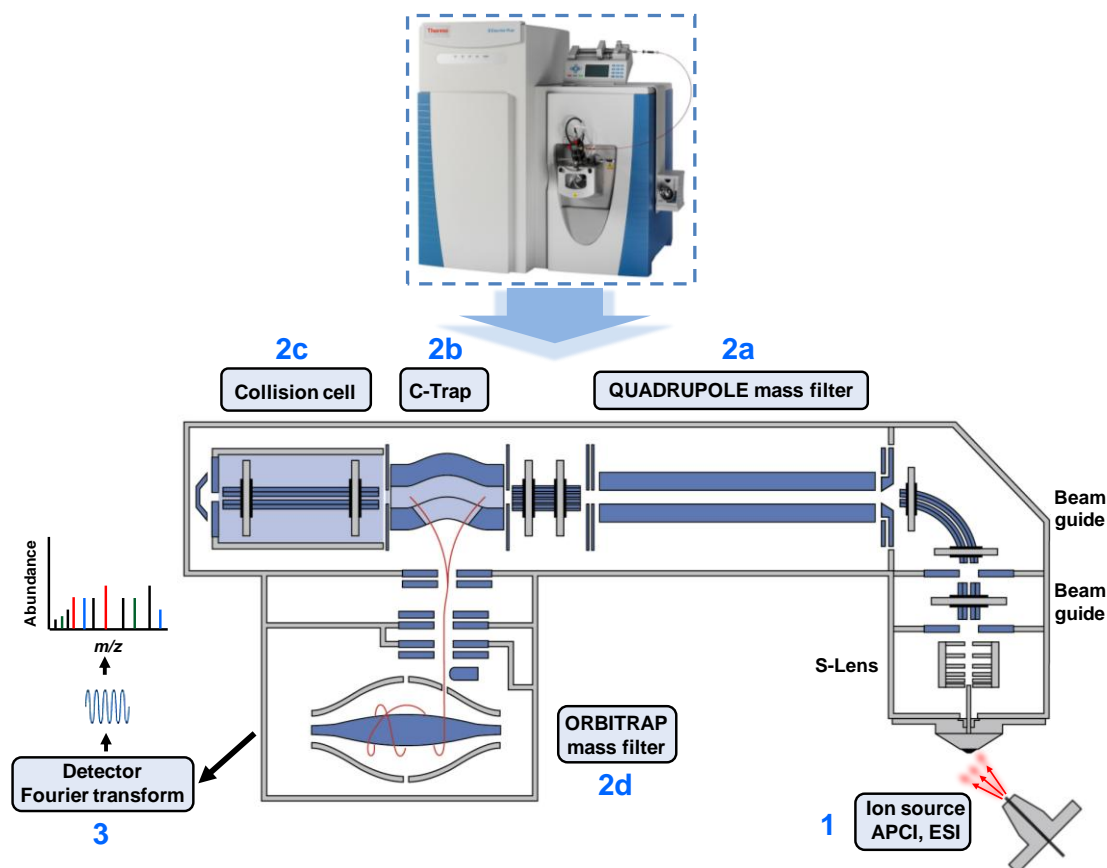 Thermo
2c
2b
2a
Collision cell
C-Trap
QUADRUPOLE mass filter
Beam
guide
Beam
guide
S-Lens
Abundance
m/z
ORBITRAP
mass filter
2d
Detector
Fourier transform
3
1
Ion source
APCI, ESI